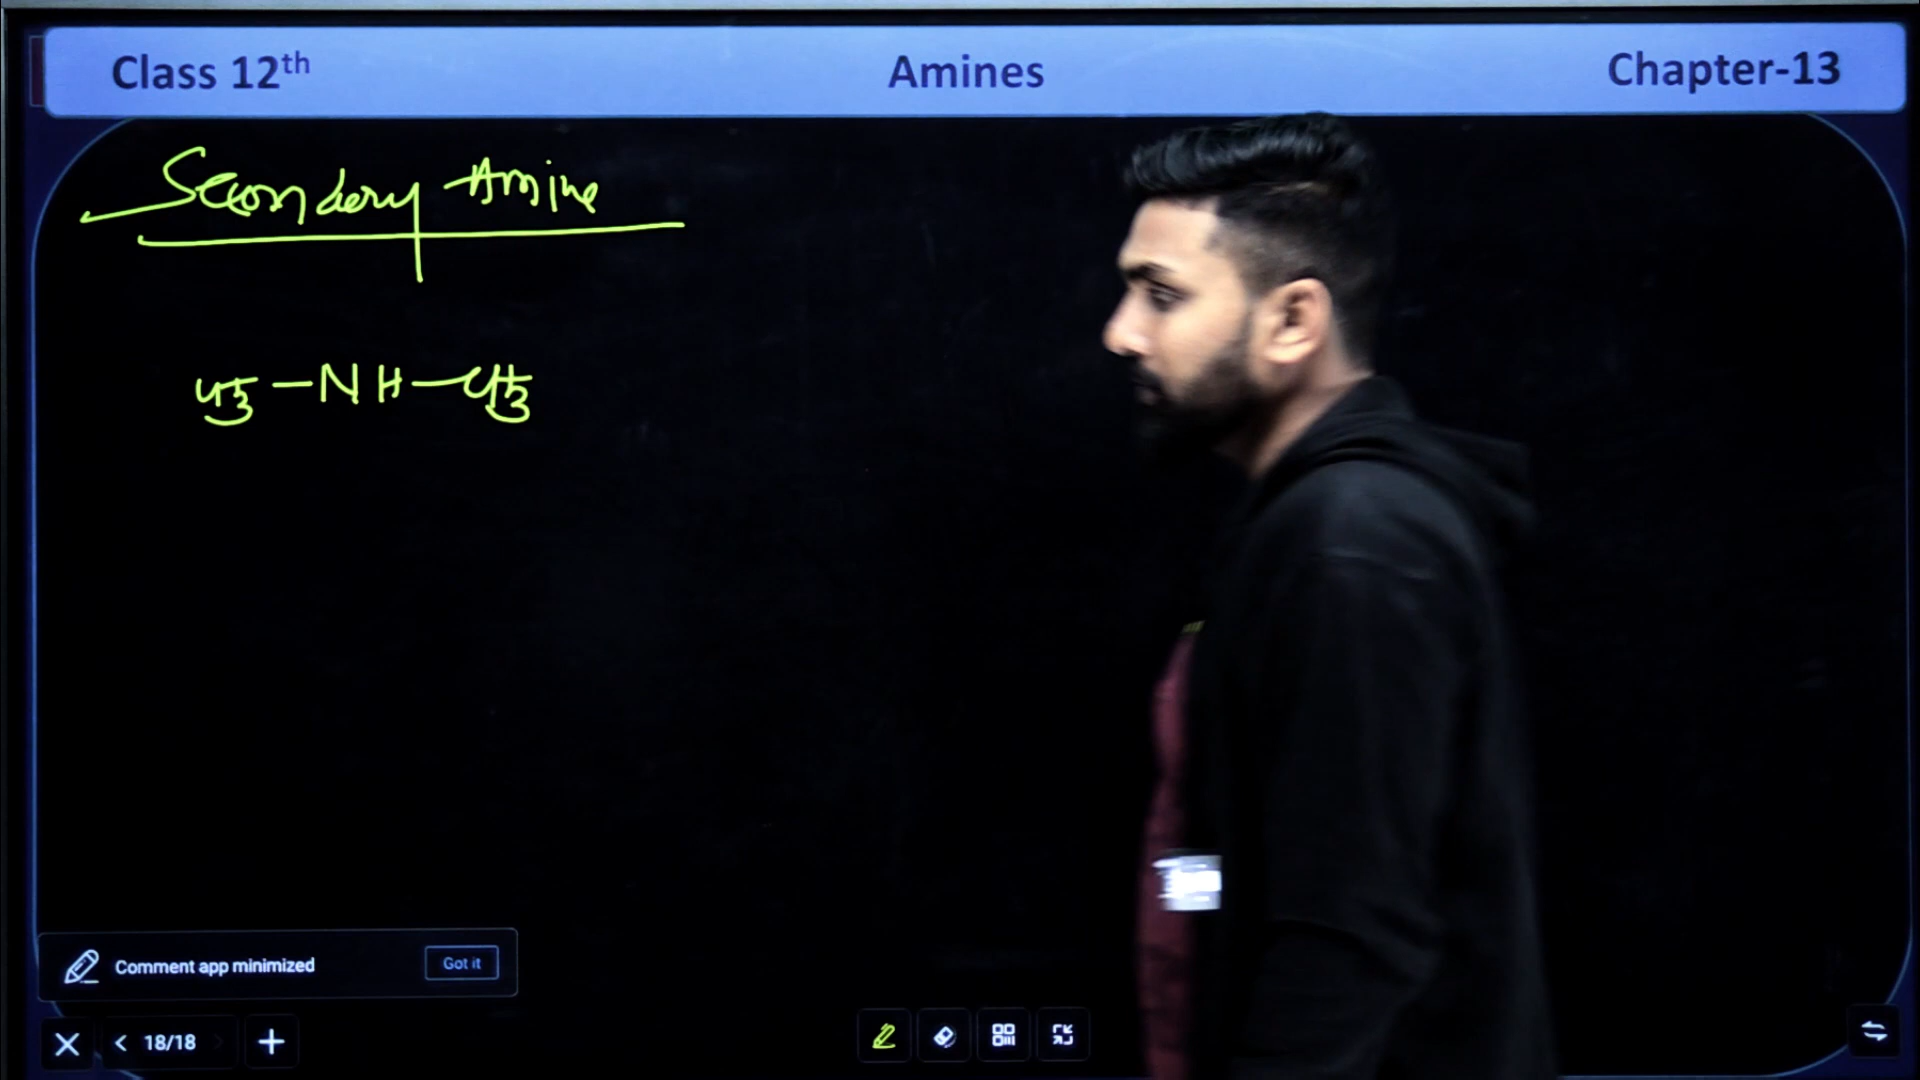 Class 12th Amines Chapter-13
Secondary Amine
CH3 — NH — CH3
Comment app minimized Got it
18/18